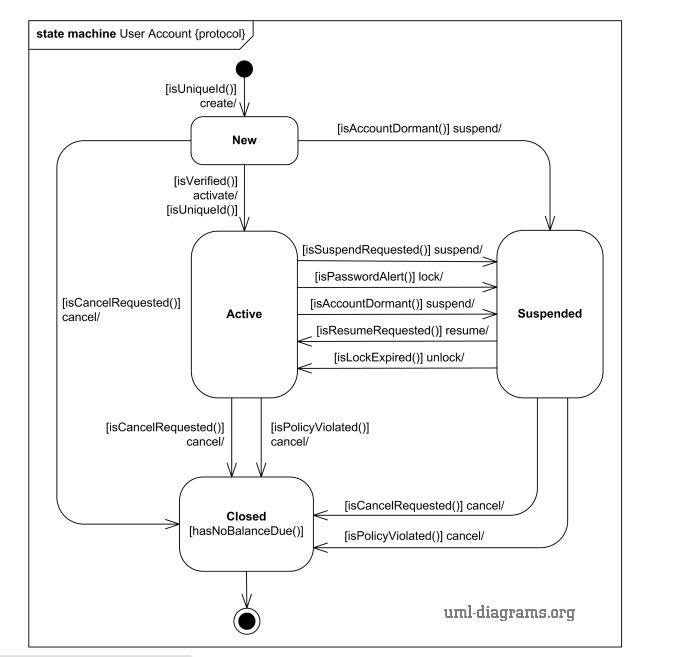 state machine User Account {protocol}
[isUniqueId()]
create/
New
[isAccountDormant()] suspend/
[isVerified()]
activate/
[isUniqueId()]
[isSuspendRequested()] suspend/
[isPasswordAlert()] lock/
[isCancelRequested()]
cancel/
[isAccountDormant()] suspend/
Active
Suspended
[isResumeRequested()] resume/
[isLockExpired()] unlock/
[isCancelRequested()]
cancel/
[isPolicyViolated()]
cancel/
Closed
[hasNoBalanceDue()]
[isCancelRequested()] cancel/
[isPolicyViolated()] cancel/
uml-diagrams.org